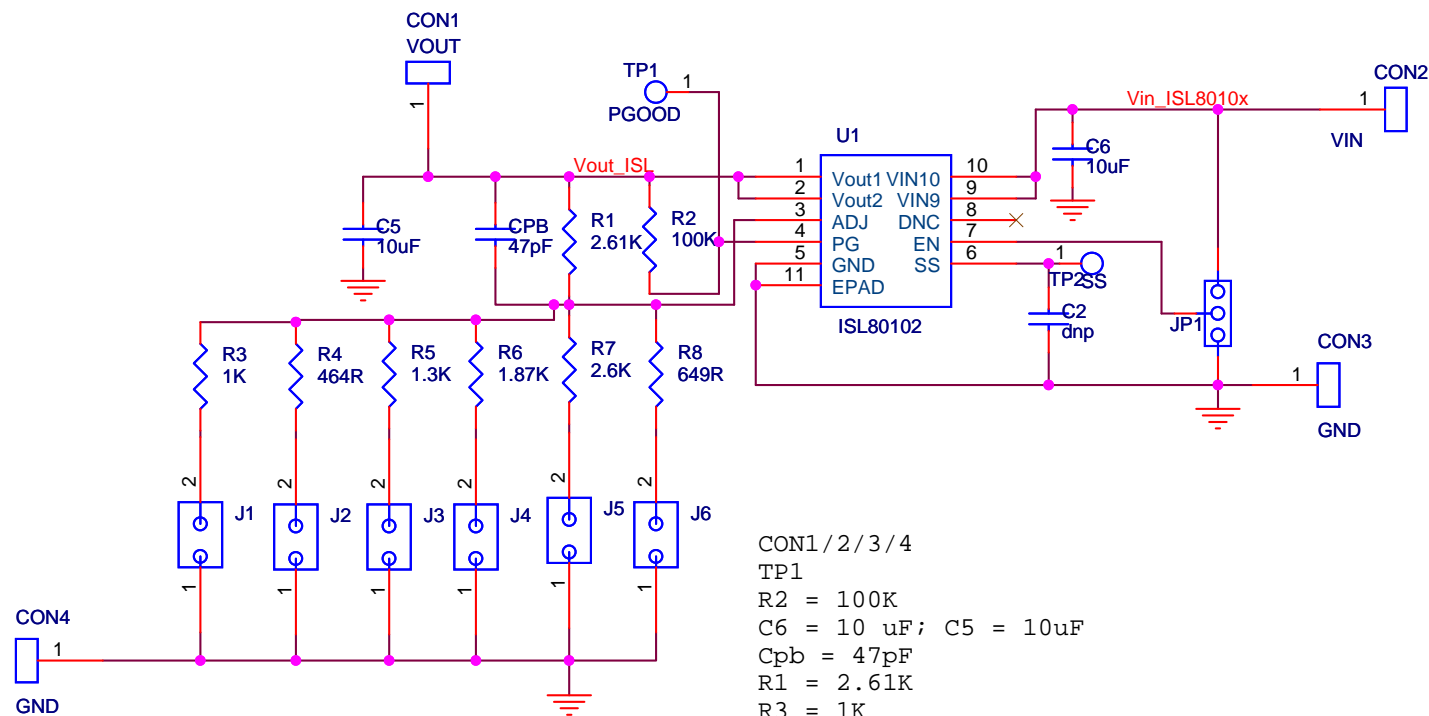 CON1
VOUT
1
TP1
1
PGOOD
CON2
Vin_ISL8010x
1
VIN
U1
C6
10uF
Vout_ISL
1
2
3
4
5
11
Vout1
Vout2
ADJ
PG
GND
EPAD
VIN10
VIN9
DNC
EN
SS
10
9
8
7
6
ISL80102
C5
10uF
CPB
47pF
R1
2.61K
R2
100K
1
TP2
SS
C2
dnp
JP1
CON3
1
GND
R3
1K
R4
464R
R5
1.3K
R6
1.87K
R7
2.6K
R8
649R
2
2
2
2
2
2
J1
J2
J3
J4
J5
J6
1
1
1
1
1
1
CON4
1
GND
CON1/2/3/4
TP1
R2 = 100K
C6 = 10 uF; C5 = 10uF
Cpb = 47pF
R1 = 2.61K
R3 = 1K